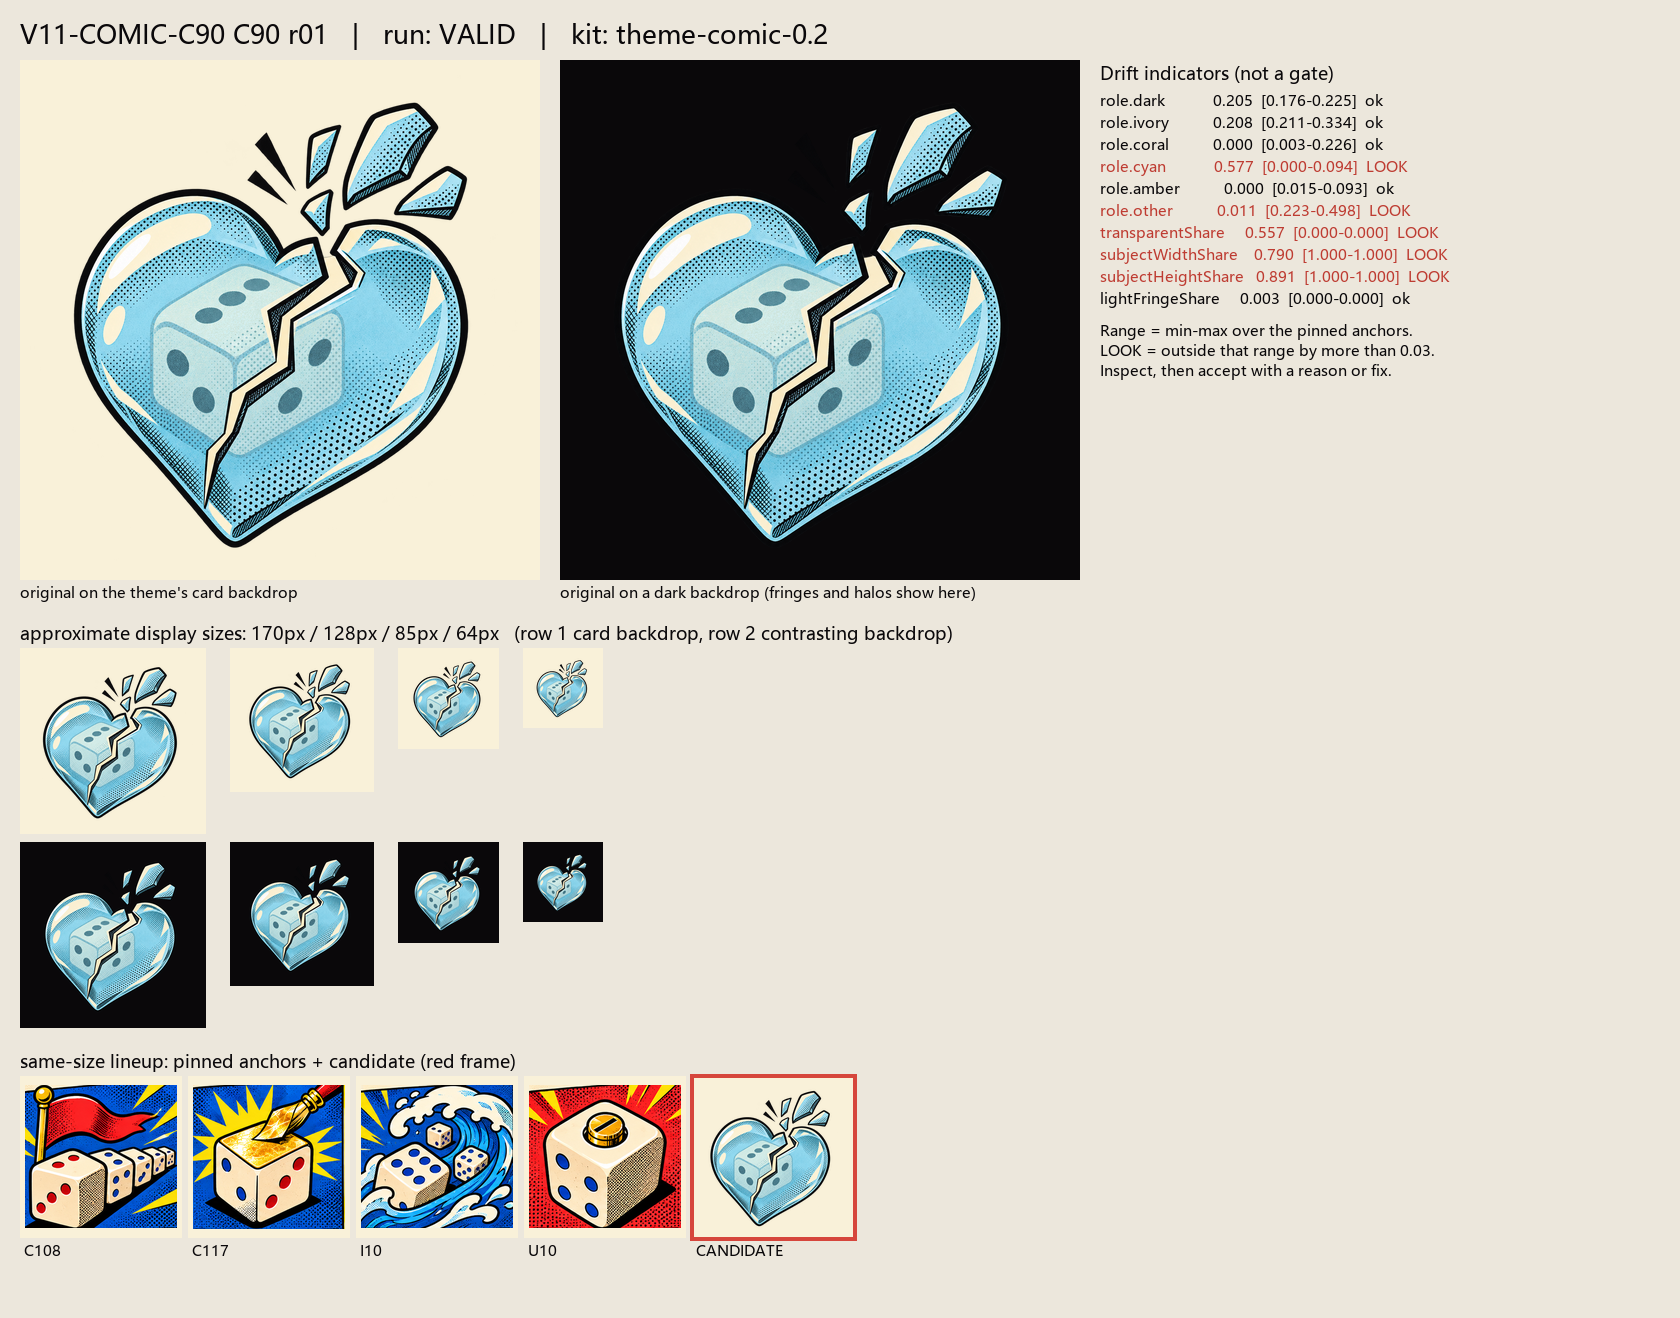 V11-COMIC-C90 C90 r01 | run: VALID | kit: theme-comic-0.2
original on the theme's card backdrop
original on a dark backdrop (fringes and halos show here)
Drift indicators (not a gate)
role.dark 0.205 [0.176-0.225] ok
role.ivory 0.208 [0.211-0.334] ok
role.coral 0.000 [0.003-0.226] ok
role.cyan 0.577 [0.000-0.094] LOOK
role.amber 0.000 [0.015-0.093] ok
role.other 0.011 [0.223-0.498] LOOK
transparentShare 0.557 [0.000-0.000] LOOK
subjectWidthShare 0.790 [1.000-1.000] LOOK
subjectHeightShare 0.891 [1.000-1.000] LOOK
lightFringeShare 0.003 [0.000-0.000] ok
Range = min-max over the pinned anchors.
LOOK = outside that range by more than 0.03.
Inspect, then accept with a reason or fix.
approximate display sizes: 170px / 128px / 85px / 64px (row 1 card backdrop, row 2 contrasting backdrop)
same-size lineup: pinned anchors + candidate (red frame)
C108
C117
I10
U10
CANDIDATE